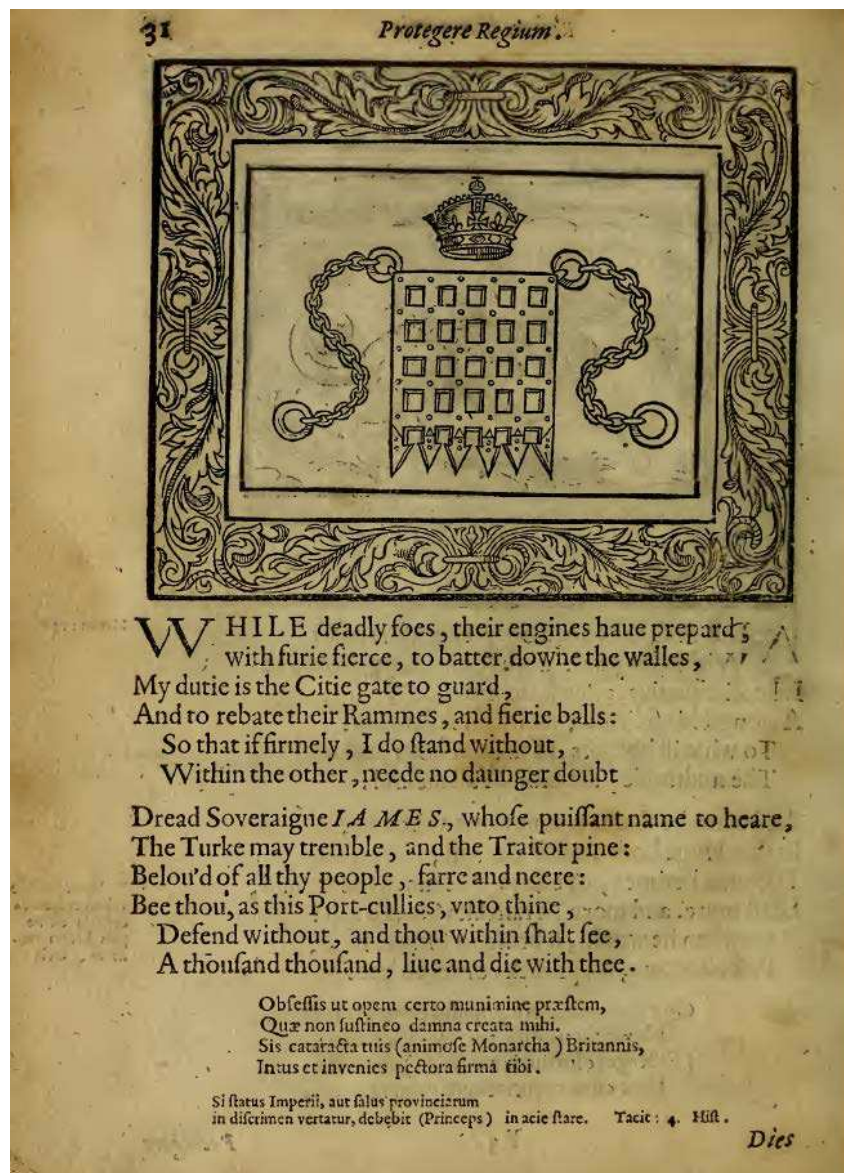 31 Protegere Regium.
WHILE deadly foes, their engines haue prepard;
with furie fierce, to batter downe the walles,
My dutie is the Citie gate to guard,
And to rebate their Rammes, and fierie balls:
So that if firmely, I do ſtand without,
Within the other, neede no daunger doubt
Dread Soveraigne IAMES, whoſe puiſſant name to heare,
The Turke may tremble, and the Traitor pine:
Belou'd of all thy people, farre and neere:
Bee thou, as this Port-cullies, vnto thine,
Defend without, and thou within ſhalt ſee,
A thouſand thouſand, liue and die with thee.
Obſeſſis ut opem certo munimine præſtem,
Quæ non ſuſtineo damna creata mihi.
Sis cataracta tuis (animoſe Monarcha) Britannis,
Intus et invenies pectora firma tibi.
Si ſtatus Imperii, aut ſalus provinciarum
in diſcrimen vertatur, debebit (Princeps) in acie ſtare. Tacit: 4. Hiſt.
Dies